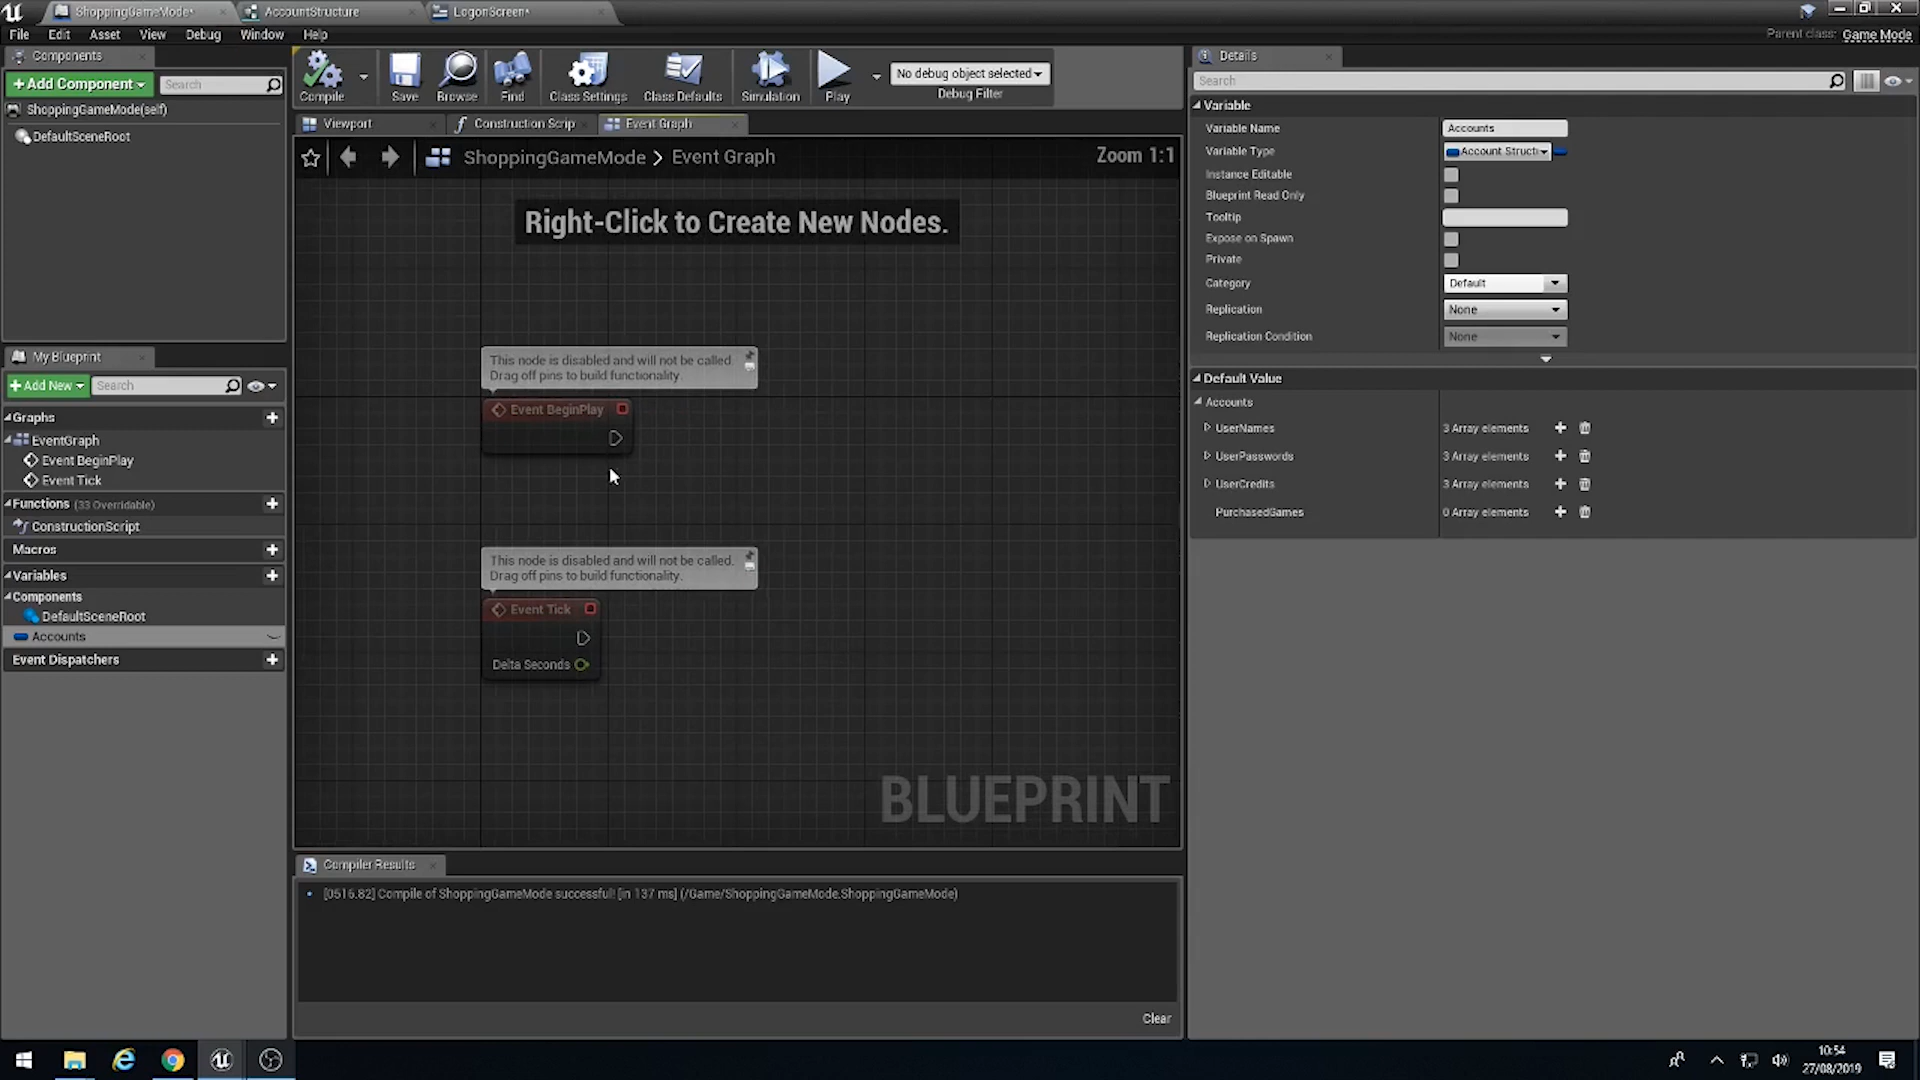 ShoppingGameMode*
AccountStructure
LogonScreen*
File Edit Asset View Debug Window Help
Parent class: Game Mode
Components
+Add Component
Search
ShoppingGameMode(self)
DefaultSceneRoot
Compile
Save
Browse
Find
Class Settings
Class Defaults
Simulation
Play
No debug object selected
Debug Filter
Viewport
Construction Scrip
Event Graph
ShoppingGameMode > Event Graph
Zoom 1:1
Right-Click to Create New Nodes.
This node is disabled and will not be called.
Drag off pins to build functionality.
Event BeginPlay
This node is disabled and will not be called.
Drag off pins to build functionality.
Event Tick
Delta Seconds
BLUEPRINT
My Blueprint
+Add New
Search
Graphs
EventGraph
Event BeginPlay
Event Tick
Functions (33 Overridable)
ConstructionScript
Macros
Variables
Components
DefaultSceneRoot
Accounts
Event Dispatchers
Compiler Results
[0516.82] Compile of ShoppingGameMode successful! [in 137 ms] (/Game/ShoppingGameMode.ShoppingGameMode)
Clear
Details
Search
Variable
Variable Name Accounts
Variable Type Account Structi
Instance Editable
Blueprint Read Only
Tooltip
Expose on Spawn
Private
Category Default
Replication None
Replication Condition None
Default Value
Accounts
UserNames 3 Array elements
UserPasswords 3 Array elements
UserCredits 3 Array elements
PurchasedGames 0 Array elements
10:54
27/08/2019